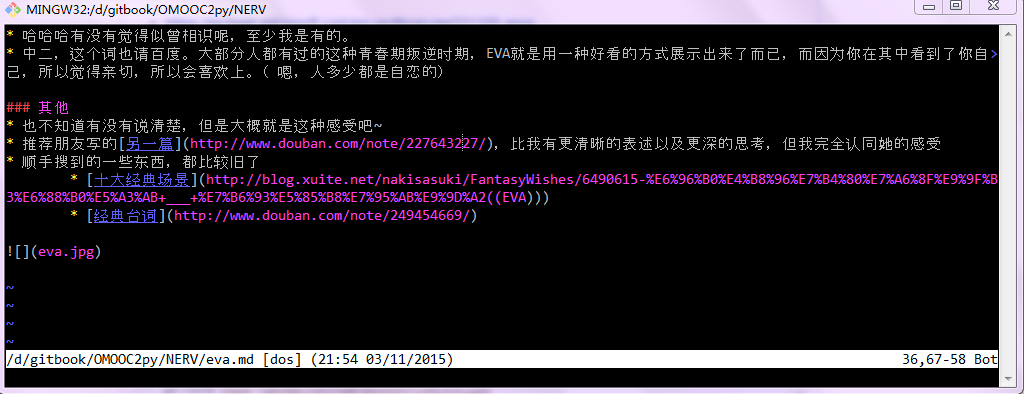 MINGW32:/d/gitbook/OMOOC2py/NERV
* 哈哈哈有没有觉得似曾相识呢，至少我是有的。
* 中二，这个词也请百度。大部分人都有过的这种青春期叛逆时期，EVA就是用一种好看的方式展示出来了而已，而因为你在其中看到了你自>
己，所以觉得亲切，所以会喜欢上。( 嗯，人多少都是自恋的)
### 其他
* 也不知道有没有说清楚，但是大概就是这种感受吧~
* 推荐朋友写的[另一篇](http://www.douban.com/note/227643227/)，比我有更清晰的表述以及更深的思考，但我完全认同她的感受
* 顺手搜到的一些东西，都比较旧了
* [十大经典场景](http://blog.xuite.net/nakisasuki/FantasyWishes/6490615-%E6%96%B0%E4%B8%96%E7%B4%80%E7%A6%8F%E9%9F%B
3%E6%88%B0%E5%A3%AB+___+%E7%B6%93%E5%85%B8%E7%95%AB%E9%9D%A2((EVA)))
* [经典台词](http://www.douban.com/note/249454669/)
![](eva.jpg)
~
~
~
~
/d/gitbook/OMOOC2py/NERV/eva.md [dos] (21:54 03/11/2015) 36,67-58 Bot